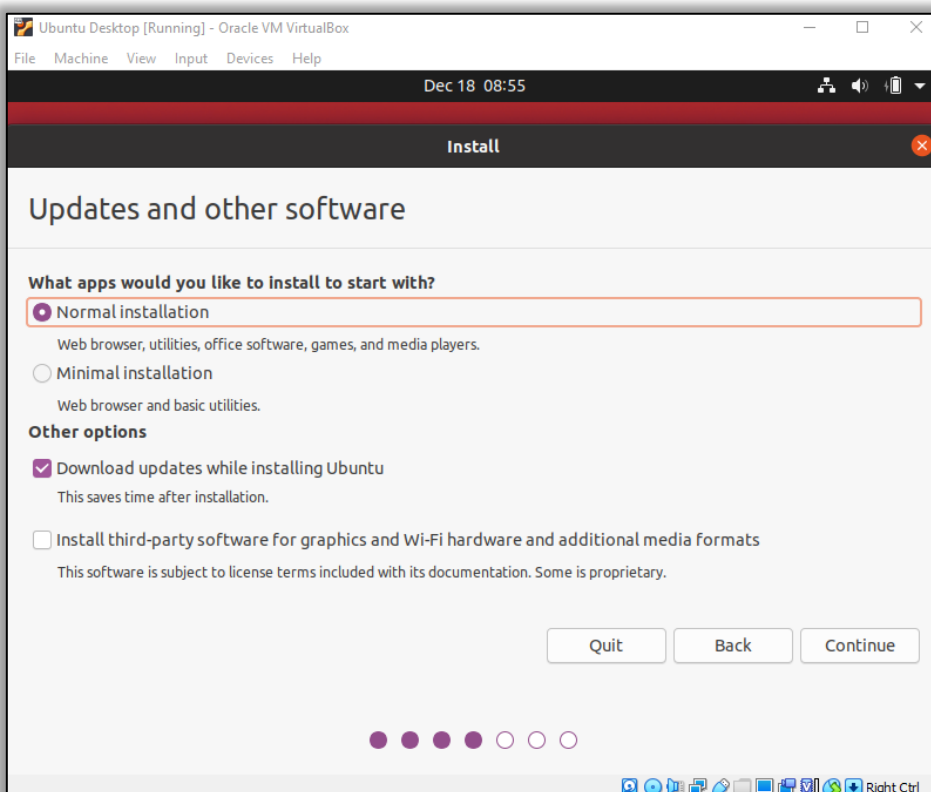 Ubuntu Desktop [Running] - Oracle VM VirtualBox
File Machine View Input Devices Help
Dec 18 08:55
Install
Updates and other software
What apps would you like to install to start with?
Normal installation
Web browser, utilities, office software, games, and media players.
Minimal installation
Web browser and basic utilities.
Other options
Download updates while installing Ubuntu
This saves time after installation.
Install third-party software for graphics and Wi-Fi hardware and additional media formats
This software is subject to license terms included with its documentation. Some is proprietary.
Quit Back Continue
Right Ctrl